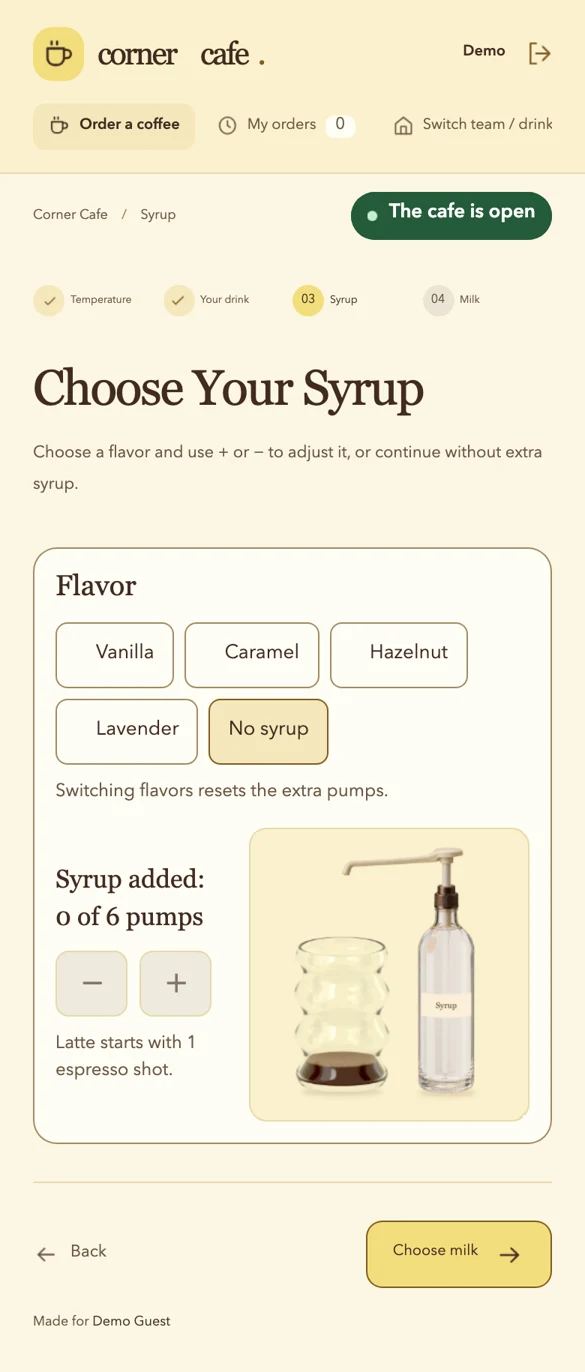 corner cafe.
Demo
Order a coffee
My orders 0
Switch team / drink
Corner Cafe / Syrup
The cafe is open
Temperature
Your drink
03 Syrup
04 Milk
Choose Your Syrup
Choose a flavor and use + or − to adjust it, or continue without extra
syrup.
Flavor
Vanilla
Caramel
Hazelnut
Lavender
No syrup
Switching flavors resets the extra pumps.
Syrup added:
0 of 6 pumps
− +
Latte starts with 1
espresso shot.
Syrup
← Back
Choose milk →
Made for Demo Guest